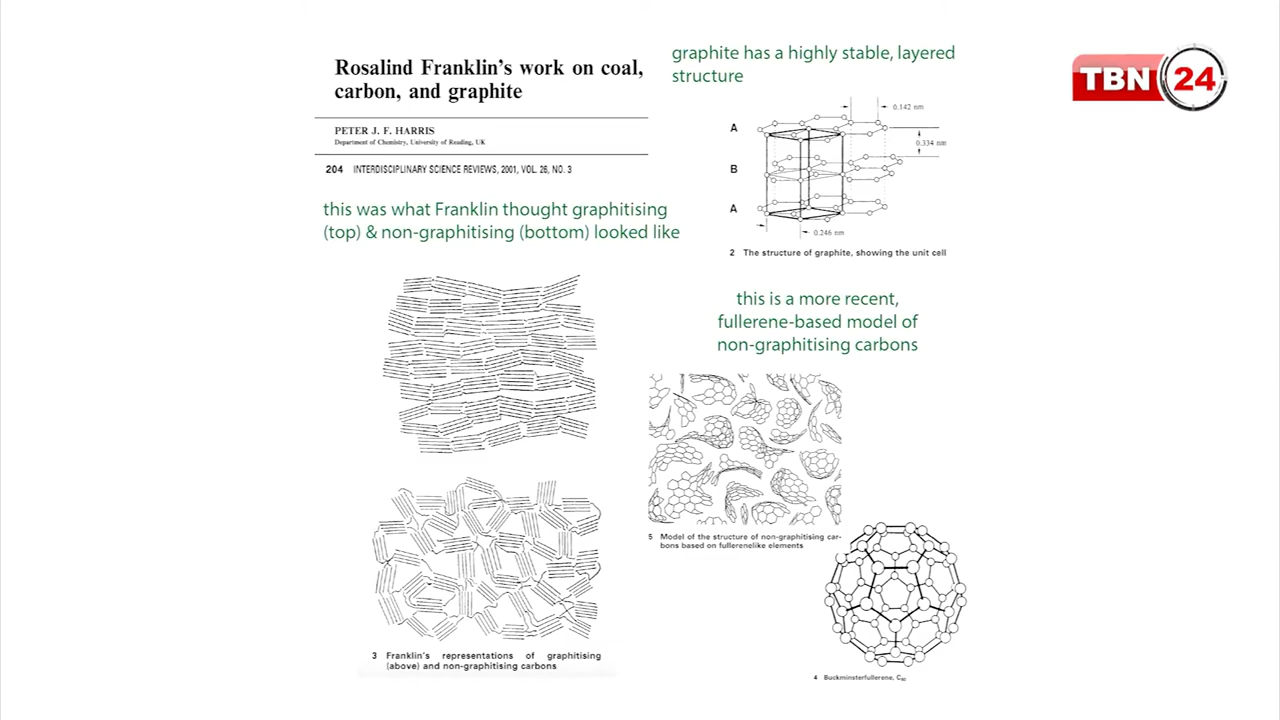 Rosalind Franklin's work on coal,
carbon, and graphite
PETER J. F. HARRIS
Department of Chemistry, University of Reading, UK
204 INTERDISCIPLINARY SCIENCE REVIEWS, 2001, VOL. 26, NO. 3
this was what Franklin thought graphitising
(top) & non-graphitising (bottom) looked like
3 Franklin's representations of graphitising
(above) and non-graphitising carbons
graphite has a highly stable, layered
structure
0.142 nm
A
0.334 nm
B
A
0.246 nm
2 The structure of graphite, showing the unit cell
this is a more recent,
fullerene-based model of
non-graphitising carbons
5 Model of the structure of non-graphitising car-
bons based on fullerenelike elements
4 Buckminsterfullerene, C60
TBN 24